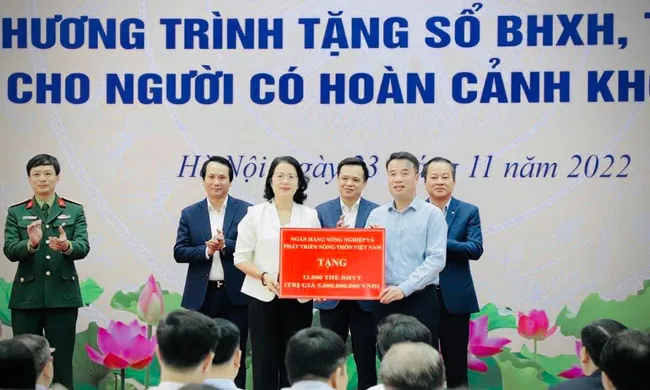 HƯƠNG TRÌNH TẶNG SỔ BHXH,
CHO NGƯỜI CÓ HOÀN CẢNH
Hà Nội, ngày 23 tháng 11 năm 2022
NGÂN HÀNG NÔNG NGHIỆP VÀ
PHÁT TRIỂN NÔNG THÔN VIỆT NAM
TẶNG
12.000 THẺ BHYT
(TRỊ GIÁ 5.000.000.000 VNĐ)